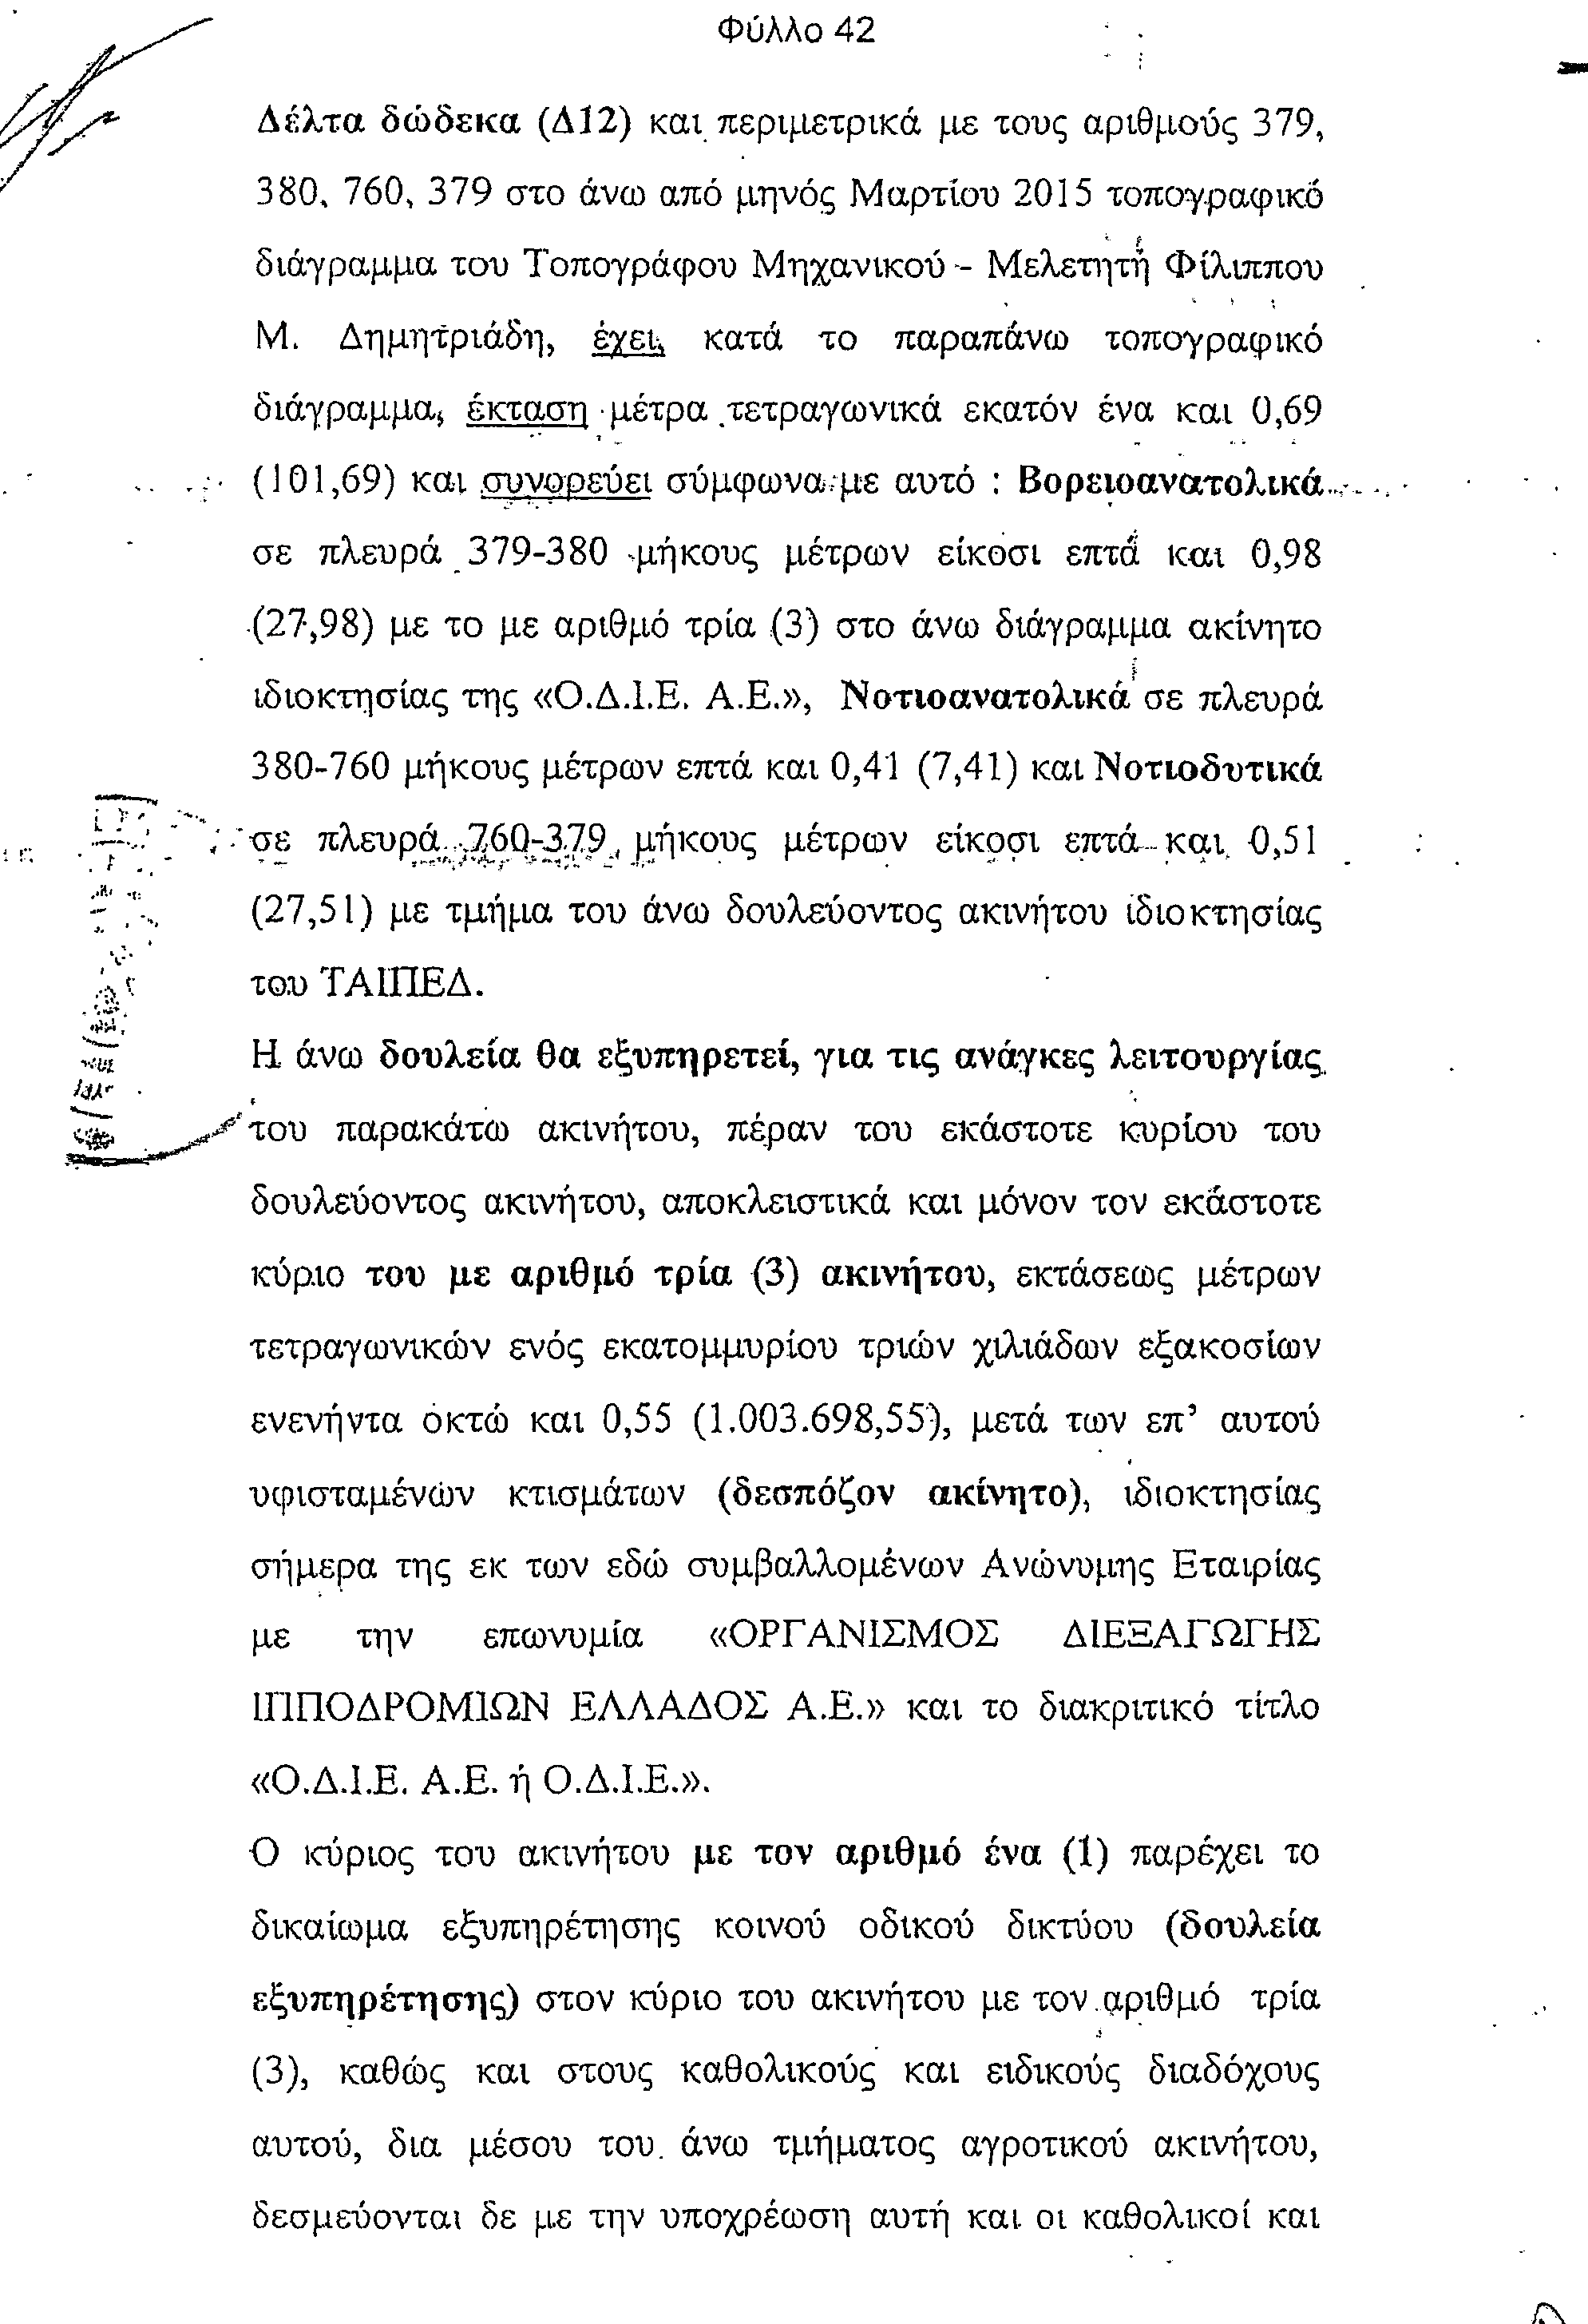 Φύλλο 42
Δέλτα δώδεκα (Δ12) και περιμετρικά με τους αριθμούς 379,
380, 760, 379 στο άνω από μηνός Μαρτίου 2015 τοπογραφικό
διάγραμμα του Τοπογράφου Μηχανικού - Μελετητή Φίλιππου
Μ. Δημητριάδη, έχει, κατά το παραπάνω τοπογραφικό
διάγραμμα, έκταση μέτρα τετραγωνικά εκατόν ένα και 0,69
(101,69) και συνορεύει σύμφωνα με αυτό : Βορειοανατολικά
σε πλευρά 379-380 μήκους μέτρων είκοσι επτά και 0,98
(27,98) με το με αριθμό τρία (3) στο άνω διάγραμμα ακίνητο
ιδιοκτησίας της «Ο.Δ.Ι.Ε. Α.Ε.», Νοτιοανατολικά σε πλευρά
380-760 μήκους μέτρων επτά και 0,41 (7,41) και Νοτιοδυτικά
σε πλευρά 760-379 μήκους μέτρων είκοσι επτά και 0,51
(27,51) με τμήμα του άνω δουλεύοντος ακινήτου ιδιοκτησίας
του ΤΑΙΠΕΔ.
Η άνω δουλεία θα εξυπηρετεί, για τις ανάγκες λειτουργίας
του παρακάτω ακινήτου, πέραν του εκάστοτε κυρίου του
δουλεύοντος ακινήτου, αποκλειστικά και μόνον τον εκάστοτε
κύριο του με αριθμό τρία (3) ακινήτου, εκτάσεως μέτρων
τετραγωνικών ενός εκατομμυρίου τριών χιλιάδων εξακοσίων
ενενήντα οκτώ και 0,55 (1.003.698,55), μετά των επ’ αυτού
υφισταμένων κτισμάτων (δεσπόζον ακίνητο), ιδιοκτησίας
σήμερα της εκ των εδώ συμβαλλομένων Ανώνυμης Εταιρίας
με την επωνυμία «ΟΡΓΑΝΙΣΜΟΣ ΔΙΕΞΑΓΩΓΗΣ
ΙΠΠΟΔΡΟΜΙΩΝ ΕΛΛΑΔΟΣ Α.Ε.» και το διακριτικό τίτλο
«Ο.Δ.Ι.Ε. Α.Ε. ή Ο.Δ.Ι.Ε.».
Ο κύριος του ακινήτου με τον αριθμό ένα (1) παρέχει το
δικαίωμα εξυπηρέτησης κοινού οδικού δικτύου (δουλεία
εξυπηρέτησης) στον κύριο του ακινήτου με τον αριθμό τρία
(3), καθώς και στους καθολικούς και ειδικούς διαδόχους
αυτού, δια μέσου του άνω τμήματος αγροτικού ακινήτου,
δεσμεύονται δε με την υποχρέωση αυτή και οι καθολικοί και